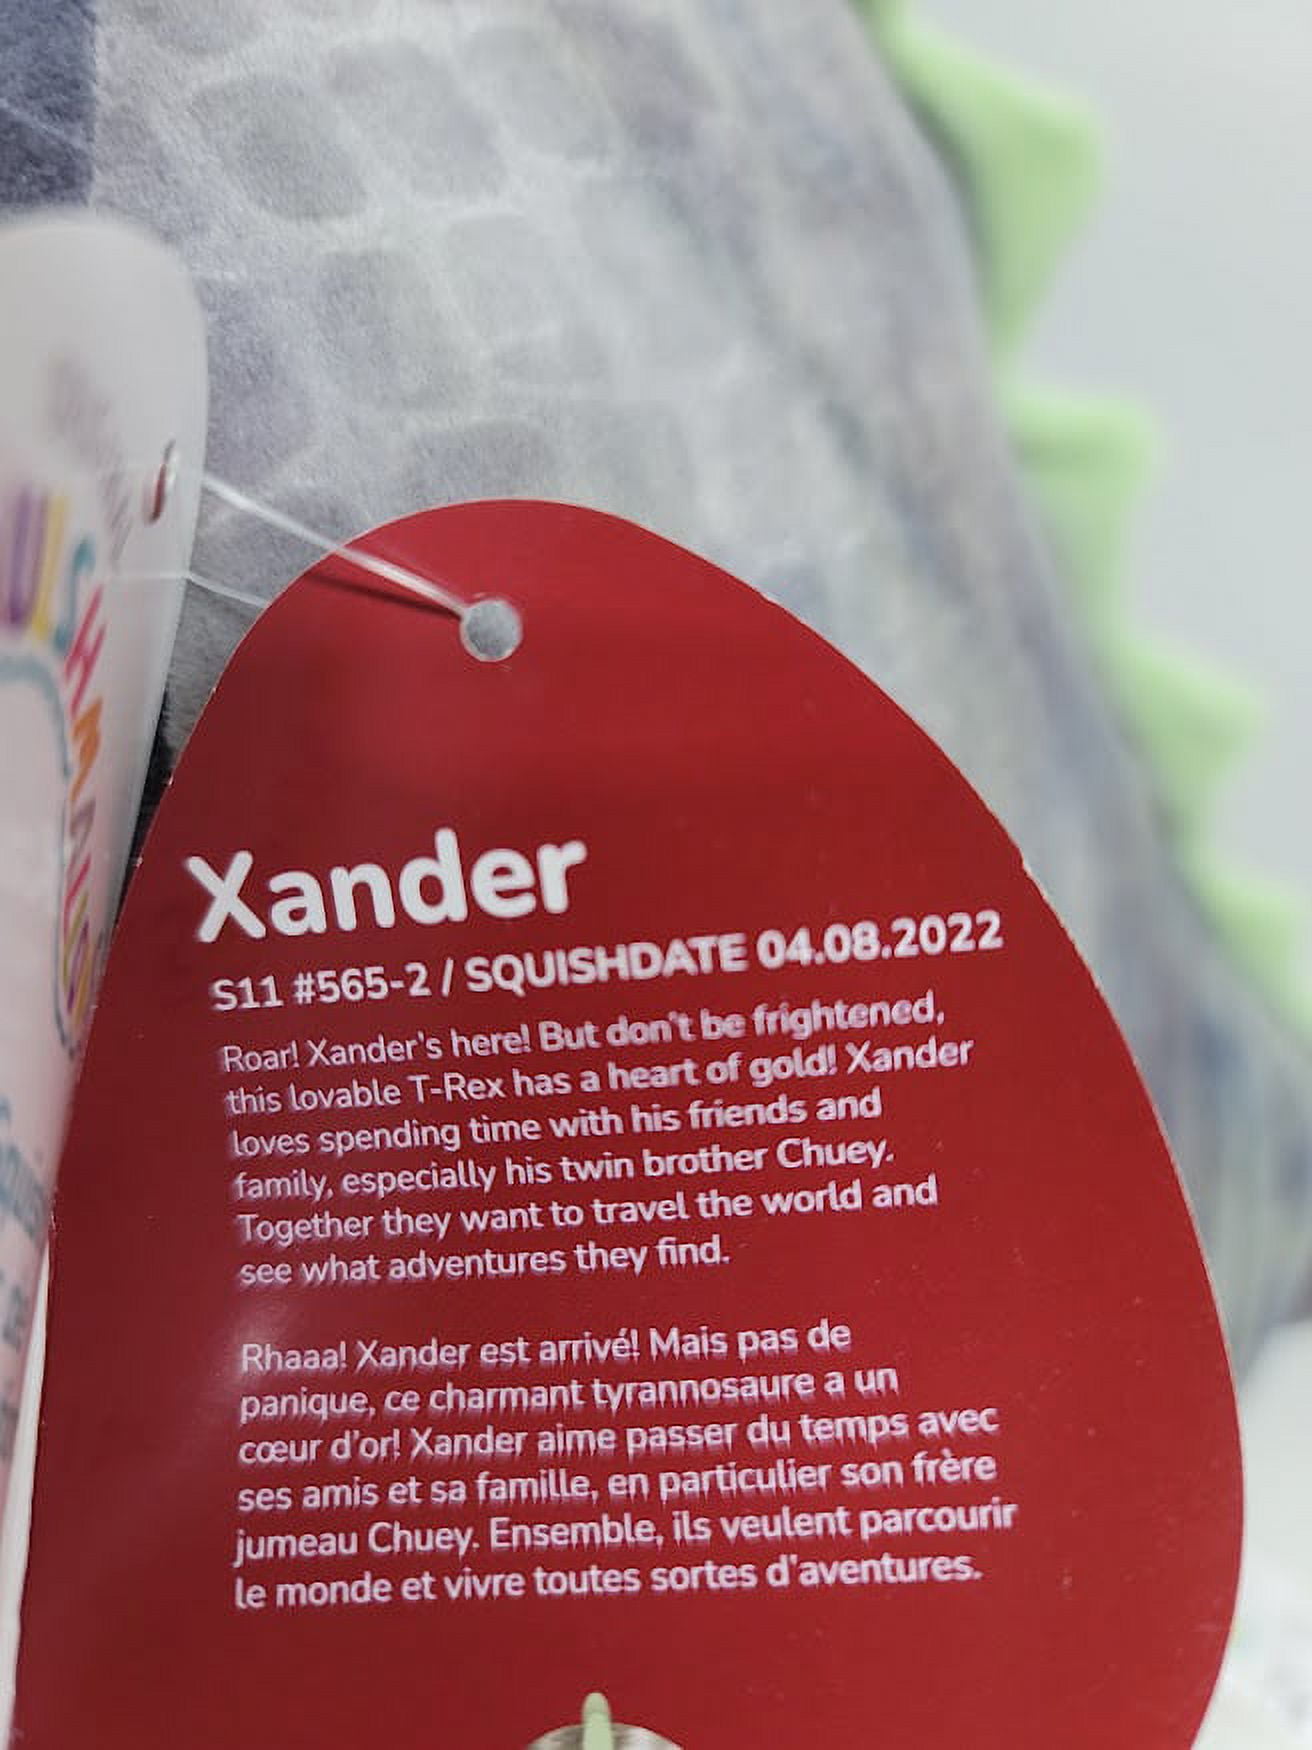 Xander
S11 #565-2 / SQUISHDATE 04.08.2022
Roar! Xander's here! But don't be frightened,
this lovable T-Rex has a heart of gold! Xander
loves spending time with his friends and
family, especially his twin brother Chuey.
Together they want to travel the world and
see what adventures they find.
Rhaaa! Xander est arrivé! Mais pas de
panique, ce charmant tyrannosaure a un
cœur d'or! Xander aime passer du temps avec
ses amis et sa famille, en particulier son frère
jumeau Chuey. Ensemble, ils veulent parcourir
le monde et vivre toutes sortes d'aventures.